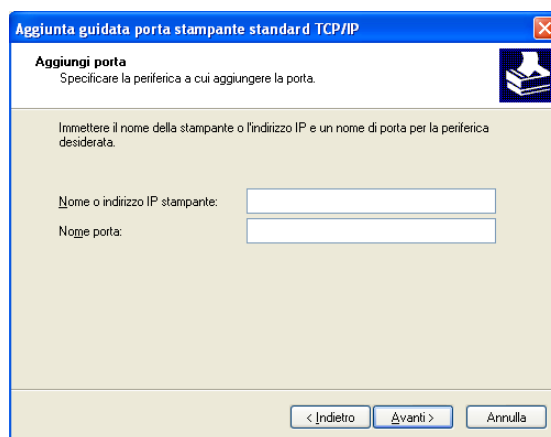 Aggiunta guidata porta stampante standard TCP/IP
Aggiungi porta
Specificare la periferica a cui aggiungere la porta.
Immettere il nome della stampante o l'indirizzo IP e un nome di porta per la periferica
desiderata.
Nome o indirizzo IP stampante:
Nome porta:
< Indietro Avanti > Annulla